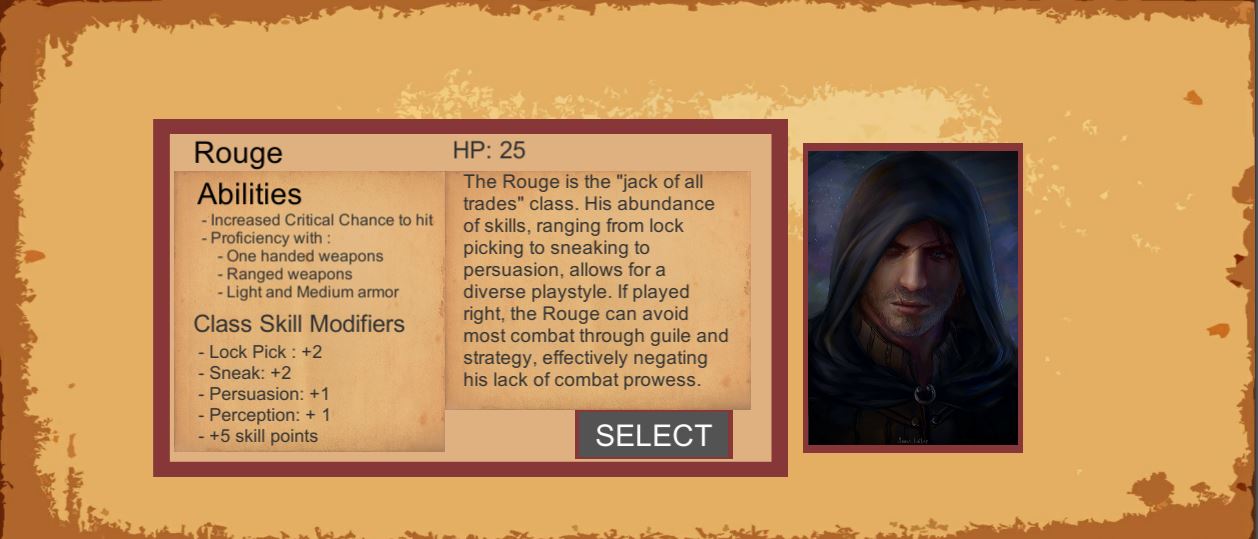 Rouge
HP: 25
Abilities
- Increased Critical Chance to hit
- Proficiency with :
- One handed weapons
- Ranged weapons
- Light and Medium armor
Class Skill Modifiers
- Lock Pick : +2
- Sneak: +2
- Persuasion: +1
- Perception: + 1
- +5 skill points
The Rouge is the "jack of all
trades" class. His abundance
of skills, ranging from lock
picking to sneaking to
persuasion, allows for a
diverse playstyle. If played
right, the Rouge can avoid
most combat through guile and
strategy, effectively negating
his lack of combat prowess.
SELECT